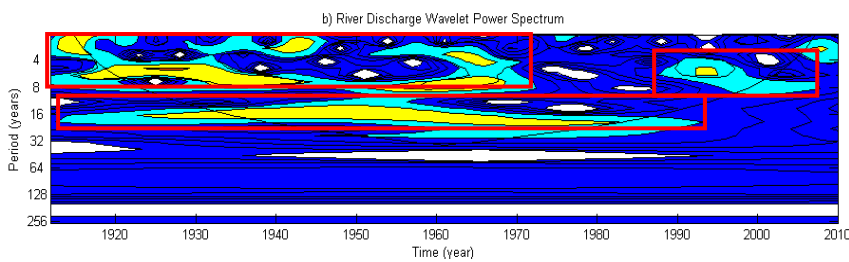 b) River Discharge Wavelet Power Spectrum
Period (years)
4
8
16
32
64
128
256
1920 1930 1940 1950 1960 1970 1980 1990 2000 2010
Time (year)